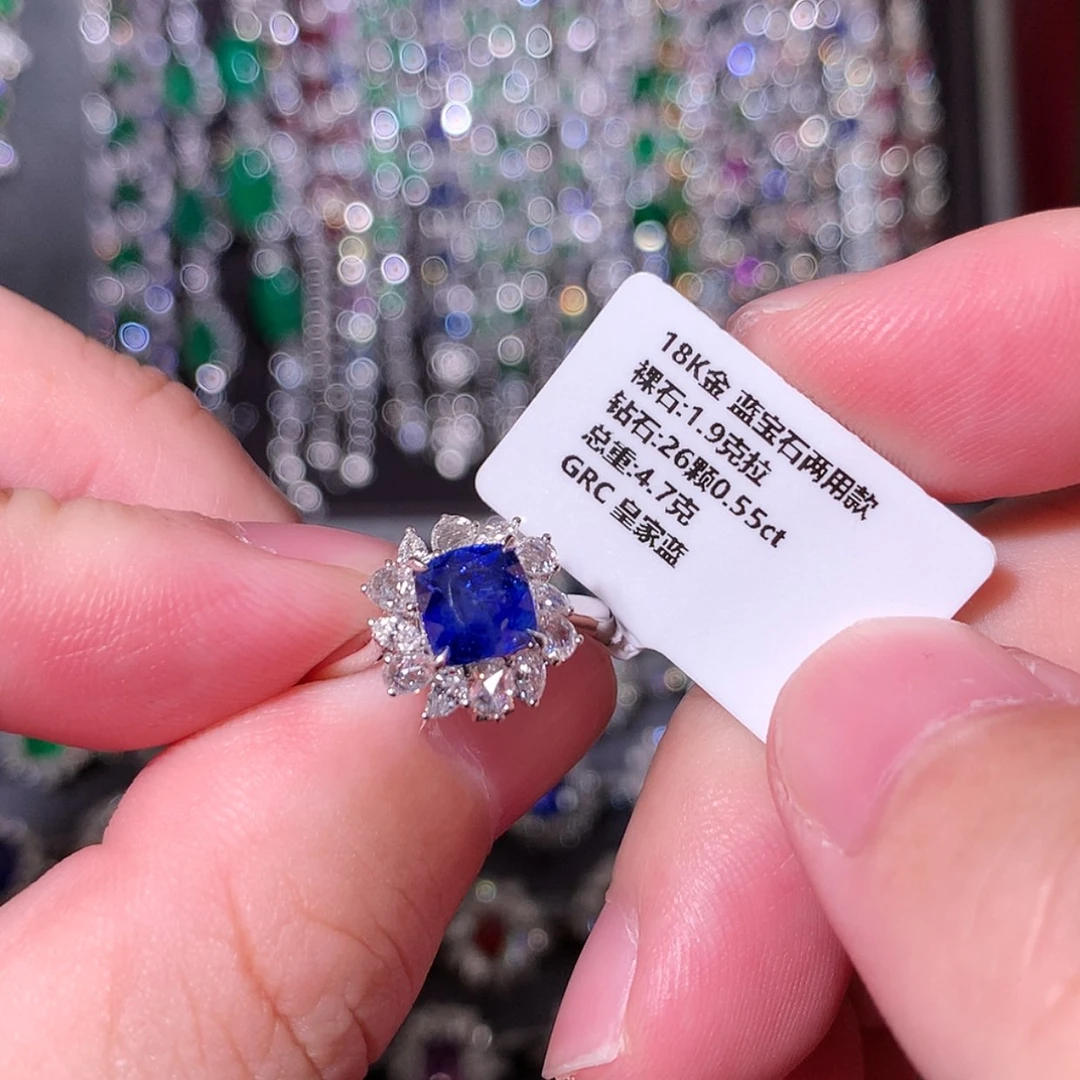 18K金 蓝宝石两用款
裸石:1.9克拉
钻石:26颗0.55ct
总重:4.7克
GRC 皇家蓝